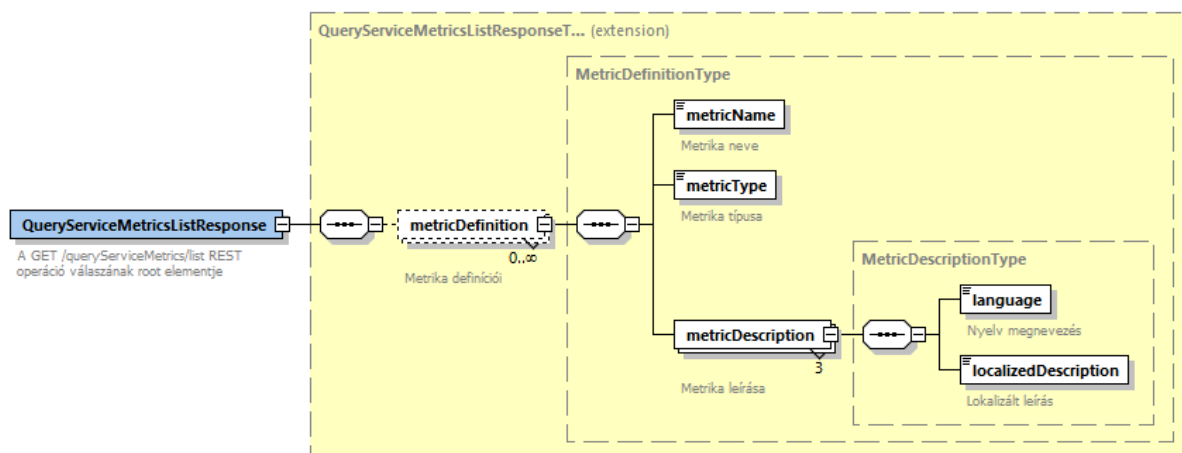 QueryServiceMetricsListResponseT... (extension)
MetricDefinitionType
metricName
Metrika neve
metricType
Metrika típusa
QueryServiceMetricsListResponse
A GET /queryServiceMetrics/list REST
operáció válaszának root elementje
metricDefinition
0..∞
Metrika definíciói
MetricDescriptionType
language
Nyelv megnevezés
metricDescription
3
Metrika leírása
localizedDescription
Lokalizált leírás